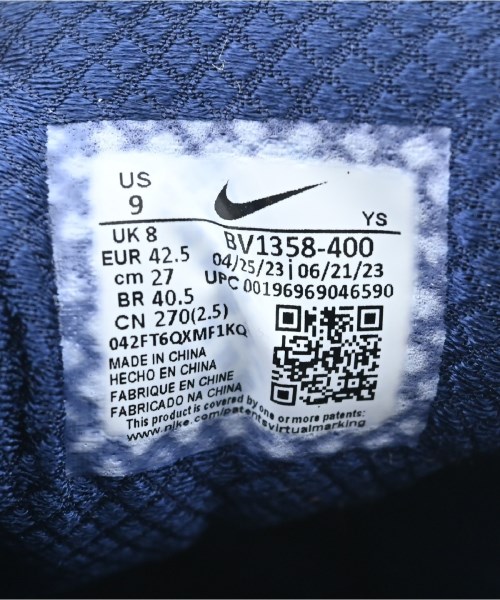 US
9
YS
UK 8
EUR 42.5
cm 27
BR 40.5
CN 270(2.5)
042FT6QXMF1KQ
BV1358-400
04/25/23 | 06/21/23
UPC 00196969046590
MADE IN CHINA
HECHO EN CHINA
FABRIQUE EN CHINE
FABRICADO NA CHINA
This product is covered by one or more patents:
www.nike.com/patentsvirtualmarking